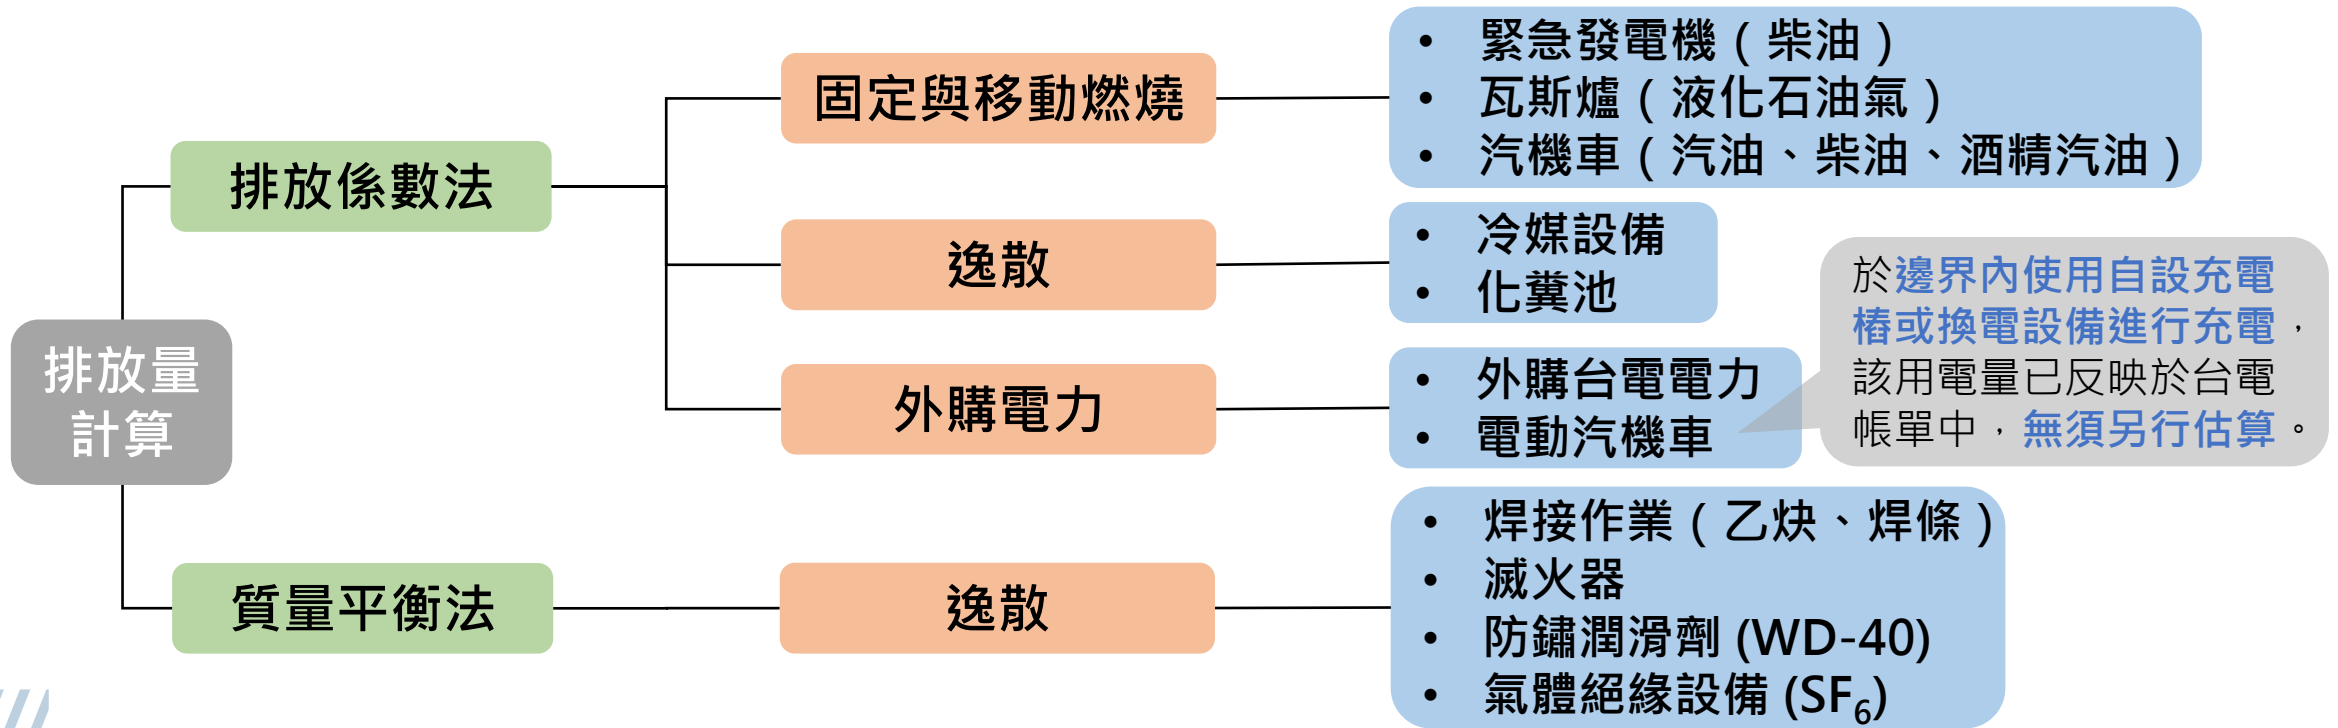 排放量
計算
排放係數法
固定與移動燃燒
• 緊急發電機（柴油）
• 瓦斯爐（液化石油氣）
• 汽機車（汽油、柴油、酒精汽油）
逸散
• 冷媒設備
• 化糞池
外購電力
• 外購台電電力
• 電動汽機車
於邊界內使用自設充電
樁或換電設備進行充電，
該用電量已反映於台電
帳單中，無須另行估算。
質量平衡法
逸散
• 焊接作業（乙炔、焊條）
• 滅火器
• 防鏽潤滑劑 (WD-40)
• 氣體絕緣設備 (SF₆)